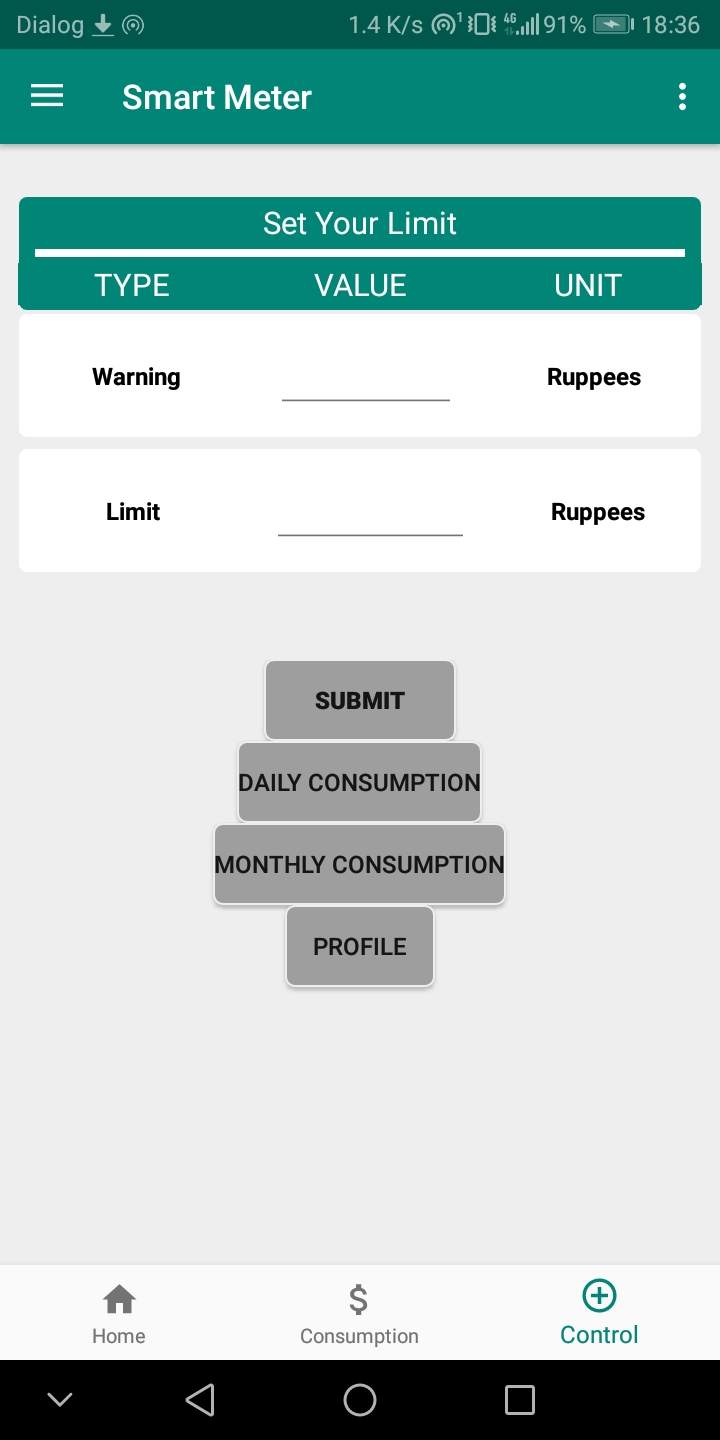 Dialog 1.4 K/s 1 4G 91% 18:36
Smart Meter
Set Your Limit
TYPE VALUE UNIT
Warning Ruppees
Limit Ruppees
SUBMIT
DAILY CONSUMPTION
MONTHLY CONSUMPTION
PROFILE
Home Consumption Control